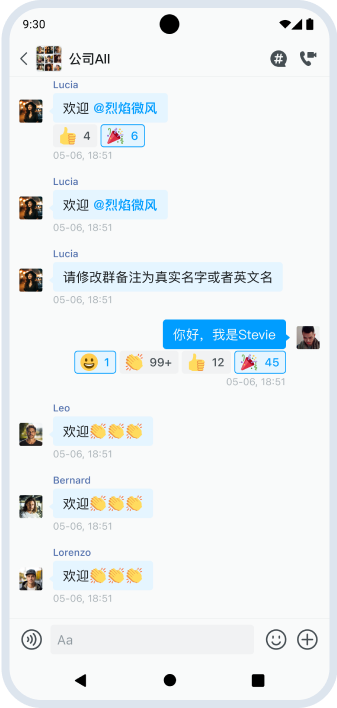 9:30
公司All
Lucia
欢迎 @烈焰微风
4 6
05-06, 18:51
Lucia
欢迎 @烈焰微风
05-06, 18:51
Lucia
请修改群备注为真实名字或者英文名
05-06, 18:51
你好，我是Stevie
1 99+ 12 45
05-06, 18:51
Leo
欢迎👏👏👏
05-06, 18:51
Bernard
欢迎👏👏👏
05-06, 18:51
Lorenzo
欢迎👏👏👏
05-06, 18:51
Aa